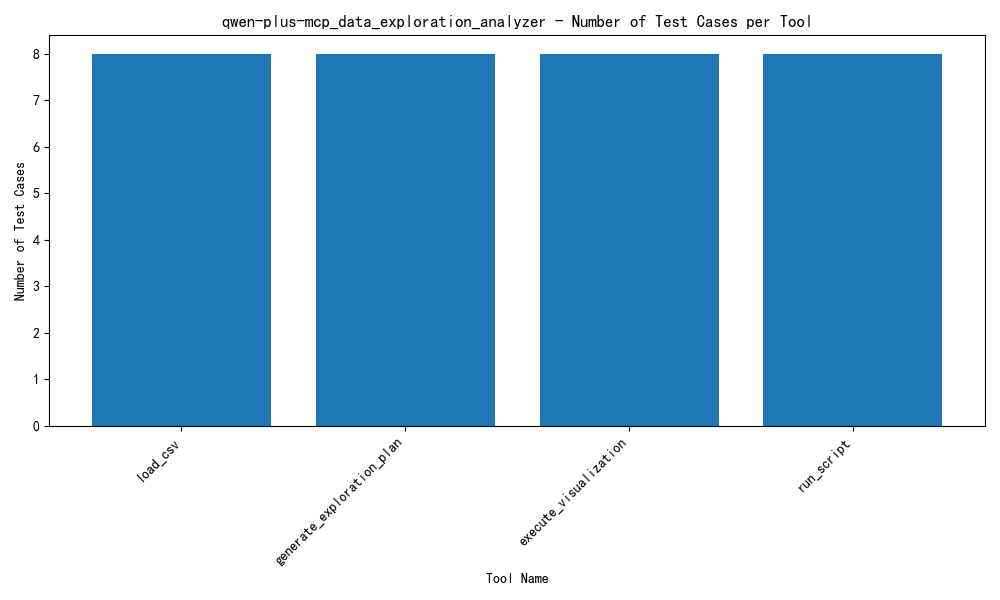 qwen-plus-mcp_data_exploration_analyzer - Number of Test Cases per Tool
Number of Test Cases
8
7
6
5
4
3
2
1
0
load_csv
generate_exploration_plan
execute_visualization
run_script
Tool Name